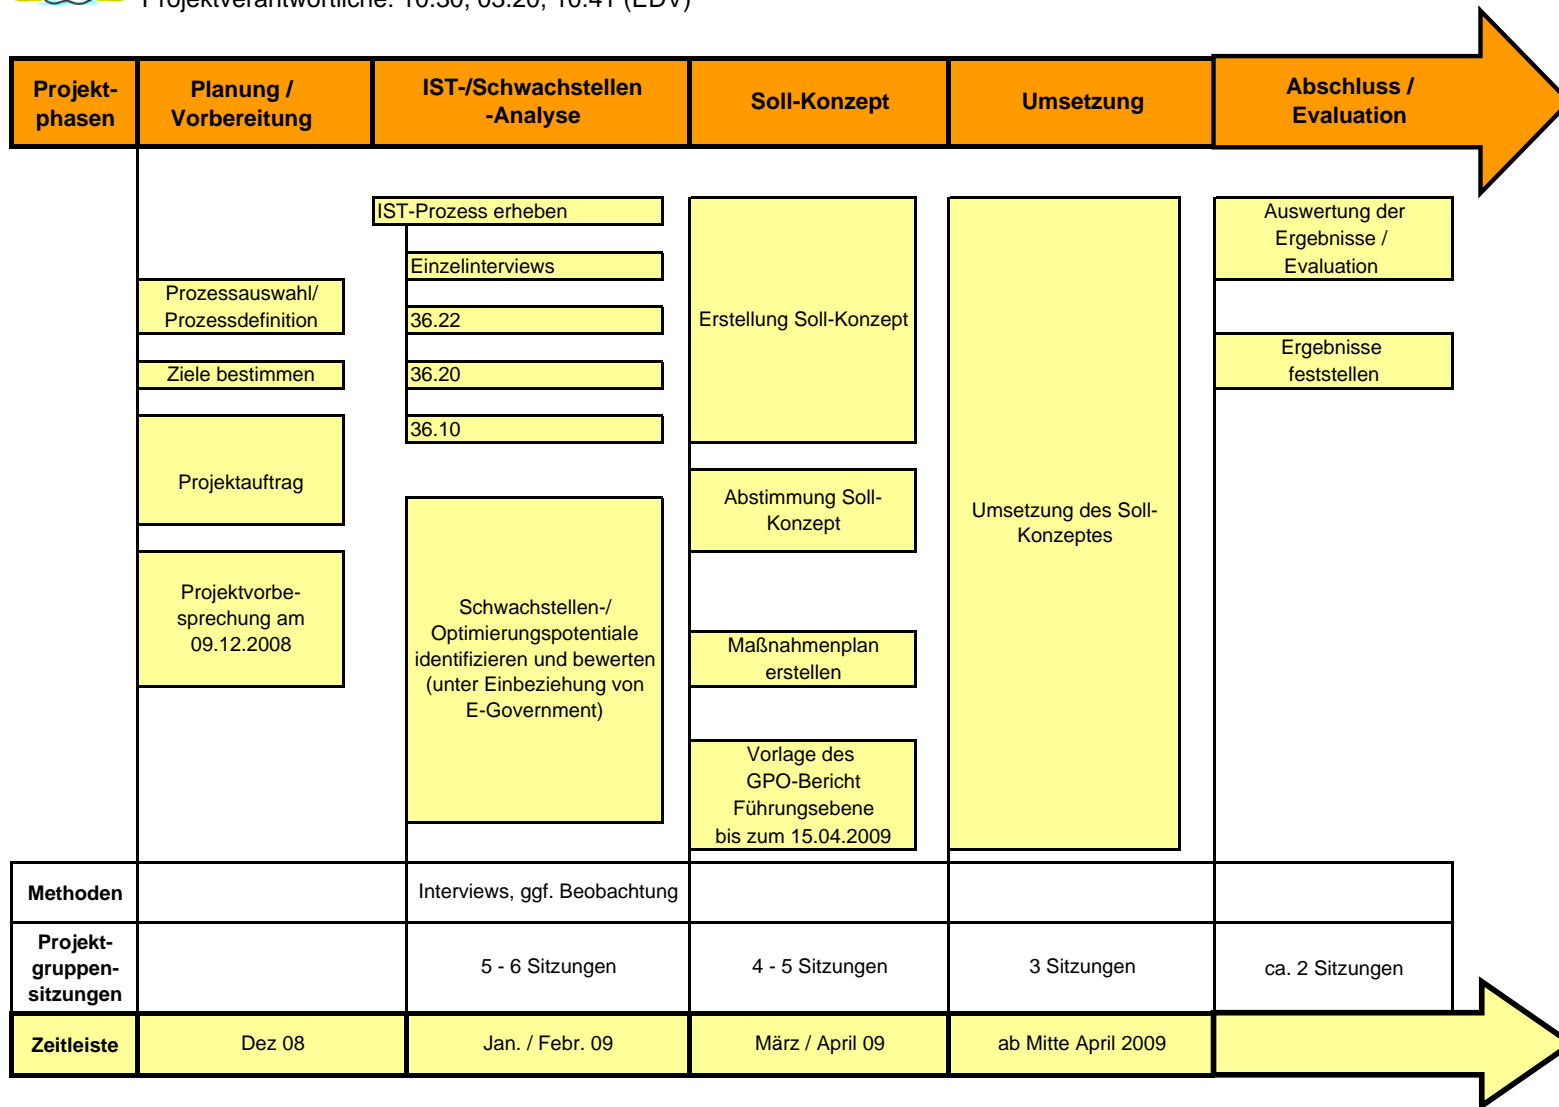 Projektverantwortliche: 10.30, 03.20, 10.41 (EDV)
Projekt-
phasen
Planung /
Vorbereitung
IST-/Schwachstellen
-Analyse
Soll-Konzept
Umsetzung
Abschluss /
Evaluation
Prozessauswahl/
Prozessdefinition
Ziele bestimmen
Projektauftrag
Projektvorbe-
sprechung am
09.12.2008
IST-Prozess erheben
Einzelinterviews
36.22
36.20
36.10
Schwachstellen-/
Optimierungspotentiale
identifizieren und bewerten
(unter Einbeziehung von
E-Government)
Erstellung Soll-Konzept
Abstimmung Soll-
Konzept
Maßnahmenplan
erstellen
Vorlage des
GPO-Bericht
Führungsebene
bis zum 15.04.2009
Umsetzung des Soll-
Konzeptes
Auswertung der
Ergebnisse /
Evaluation
Ergebnisse
feststellen
Methoden
Interviews, ggf. Beobachtung
Projekt-
gruppen-
sitzungen
5 - 6 Sitzungen
4 - 5 Sitzungen
3 Sitzungen
ca. 2 Sitzungen
Zeitleiste
Dez 08
Jan. / Febr. 09
März / April 09
ab Mitte April 2009